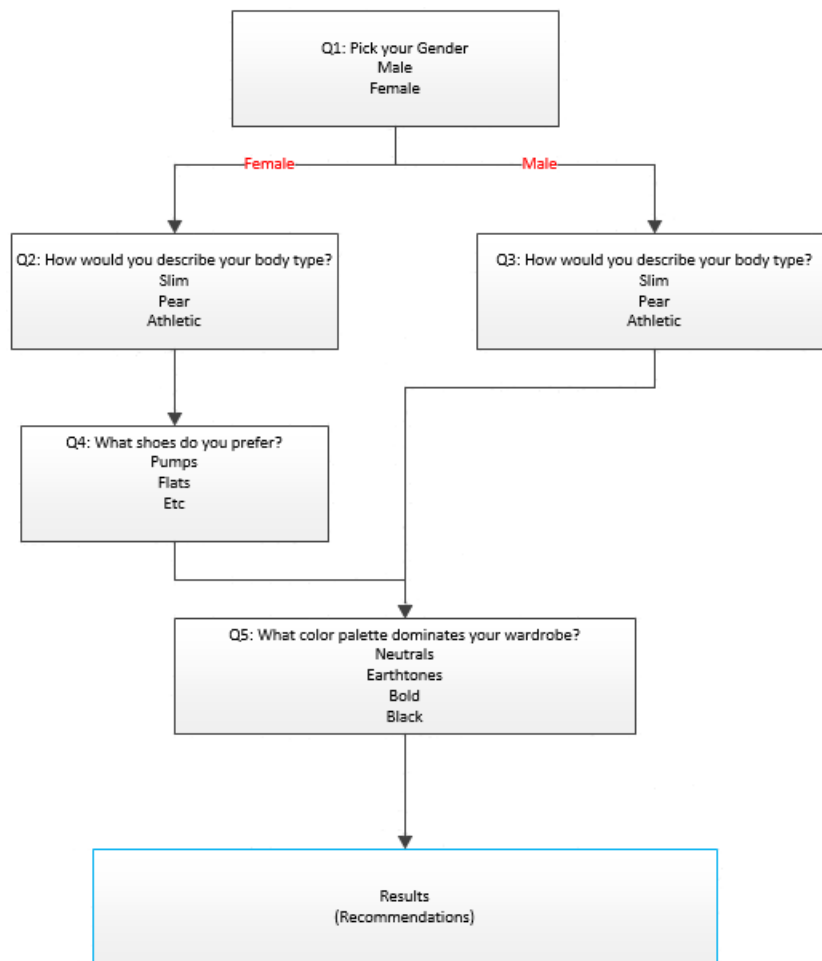 Q1: Pick your Gender
Male
Female
Female
Male
Q2: How would you describe your body type?
Slim
Pear
Athletic
Q3: How would you describe your body type?
Slim
Pear
Athletic
Q4: What shoes do you prefer?
Pumps
Flats
Etc
Q5: What color palette dominates your wardrobe?
Neutrals
Earthtones
Bold
Black
Results
(Recommendations)